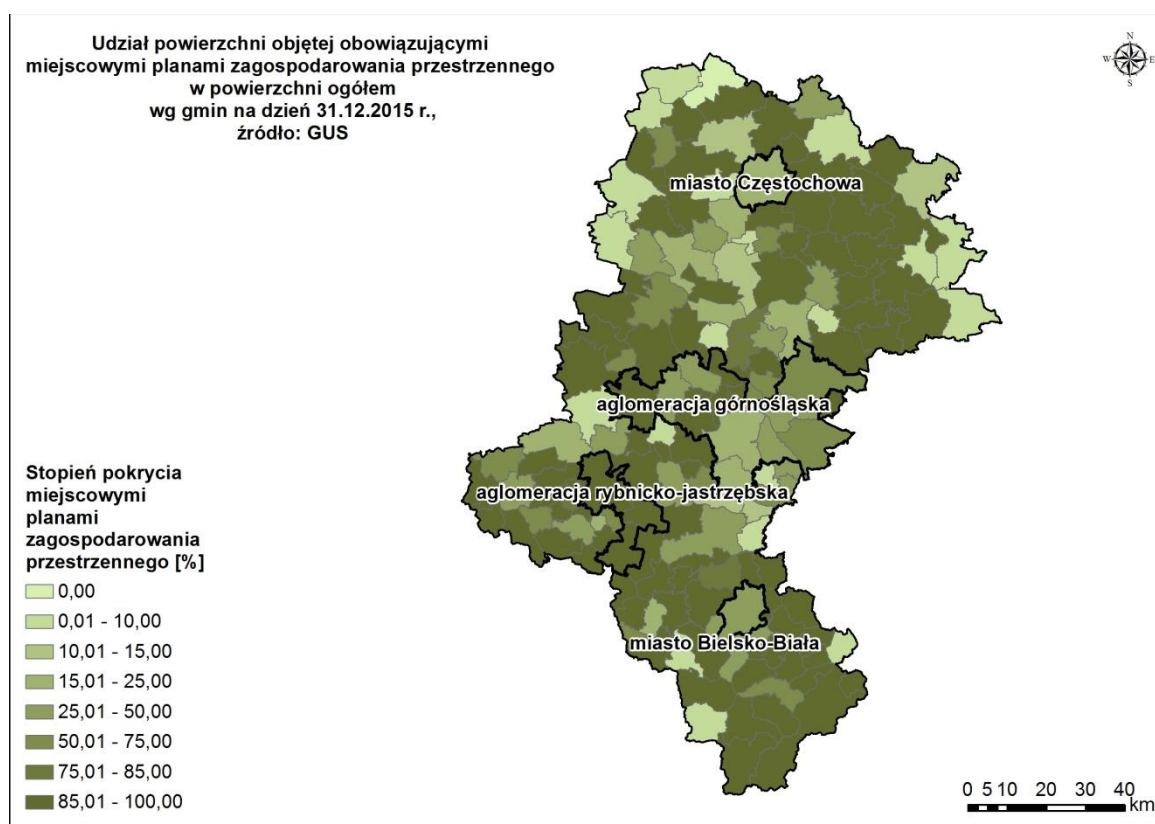 Udział powierzchni objętej obowiązującymi
miejscowymi planami zagospodarowania przestrzennego
w powierzchni ogółem
wg gmin na dzień 31.12.2015 r.,
źródło: GUS
N
W E
S
miasto Częstochowa
aglomeracja górnośląska
aglomeracja rybnicko-jastrzębska
miasto Bielsko-Biała
Stopień pokrycia
miejscowymi
planami
zagospodarowania
przestrzennego [%]
0,00
0,01 - 10,00
10,01 - 15,00
15,01 - 25,00
25,01 - 50,00
50,01 - 75,00
75,01 - 85,00
85,01 - 100,00
0 5 10 20 30 40
km